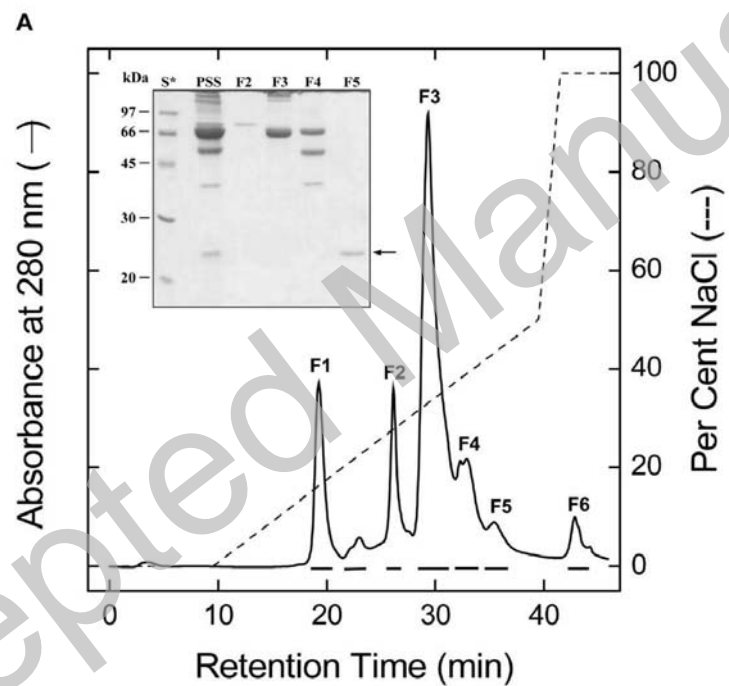 A
Absorbance at 280 nm (—)
kDa S* PSS F2 F3 F4 F5
97
66
45
30
20
F1
F2
F3
F4
F5
F6
100
80
60
40
20
0
Per Cent NaCl (---)
0 10 20 30 40
Retention Time (min)
epted Manu